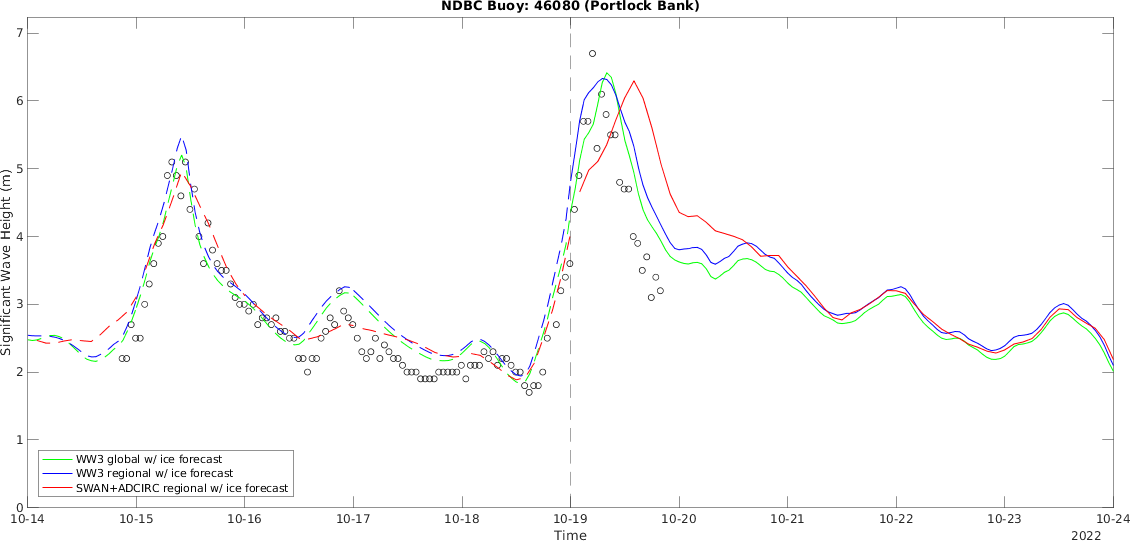 NDBC Buoy: 46080 (Portlock Bank)
7
6
5
4
3
2
1
0
Significant Wave Height (m)
WW3 global w/ ice forecast
WW3 regional w/ ice forecast
SWAN+ADCIRC regional w/ ice forecast
10-14 10-15 10-16 10-17 10-18 10-19 10-20 10-21 10-22 10-23 10-24
Time
2022